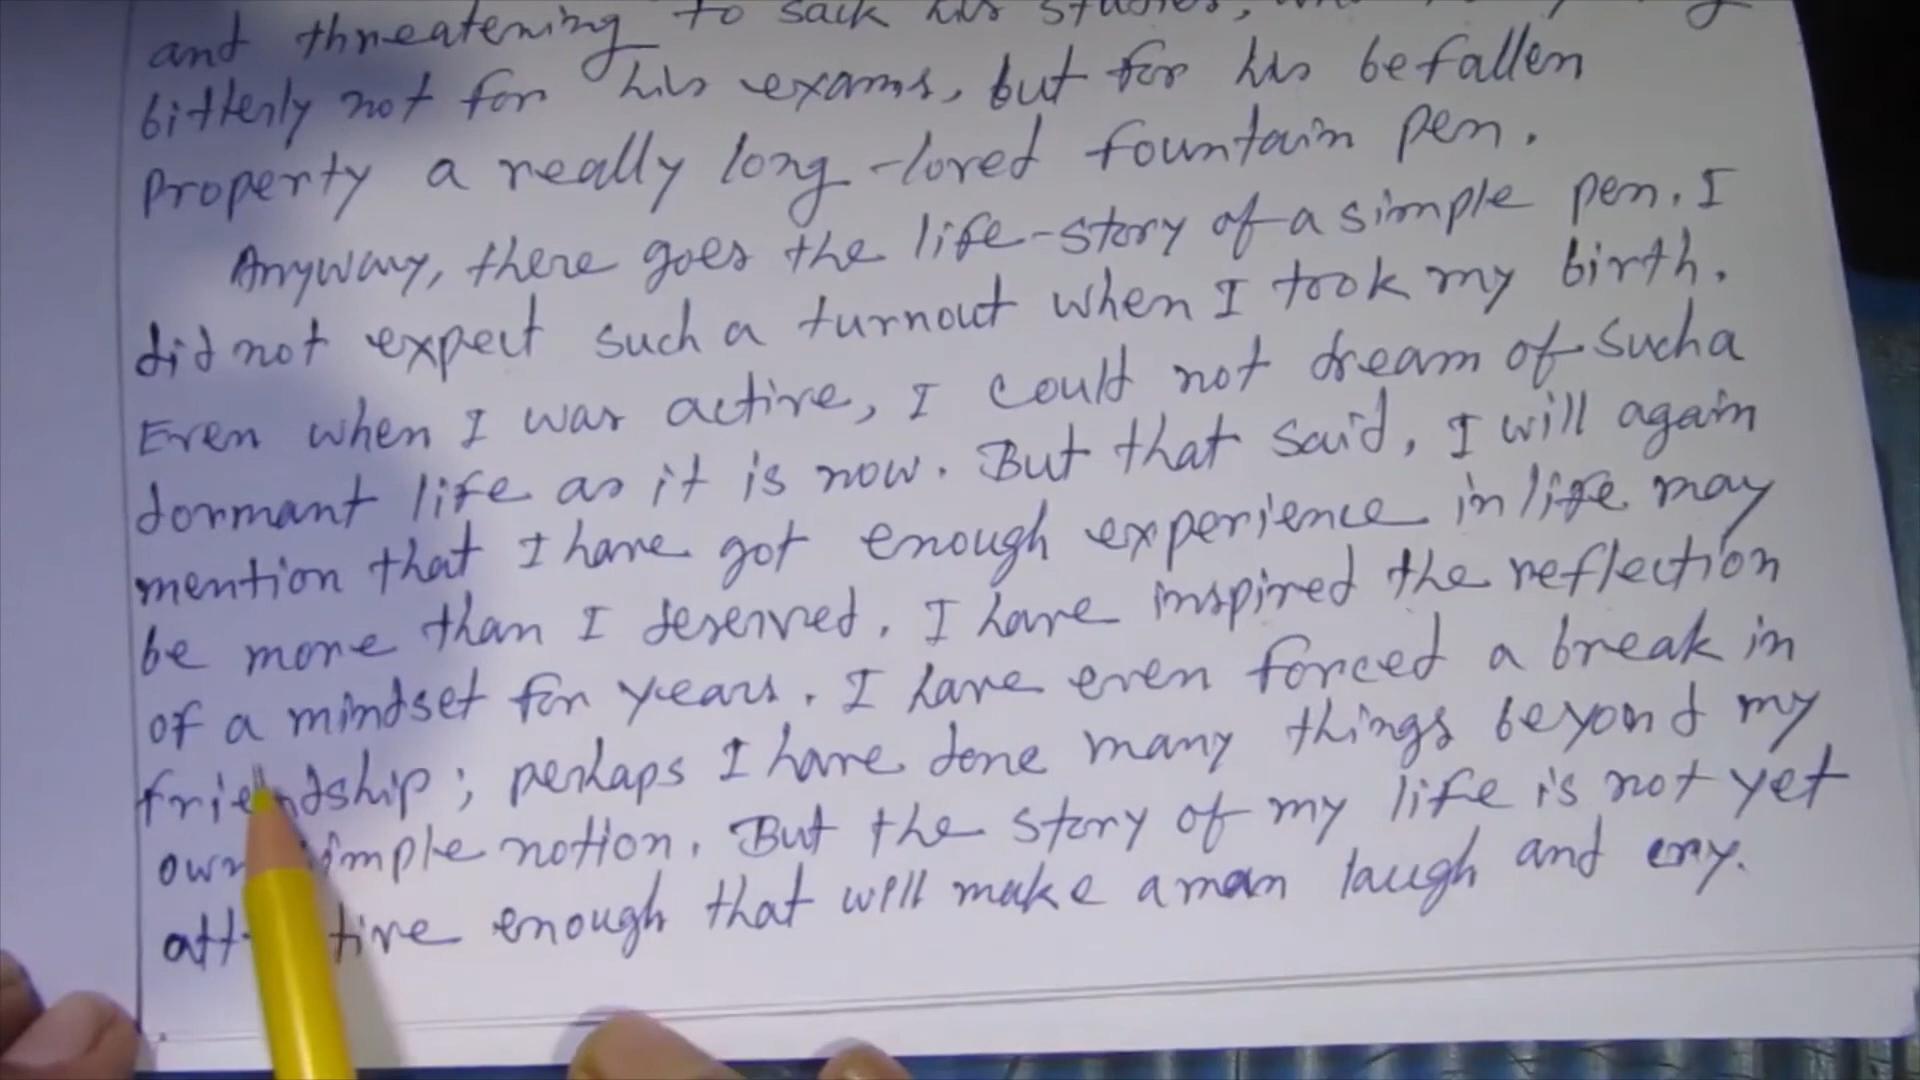 and threatening to sack his studies,
bitterly not for his exams, but for his befallen
Property a really long-loved fountain pen.
Anyway, there goes the life-story of a simple pen. I
did not expect such a turnout when I took my birth.
Even when I was active, I could not dream of such a
dormant life as it is now. But that said, I will again
mention that I have got enough experience in life may
be more than I deserved. I have inspired the reflection
of a mindset for years. I have even forced a break in
friendship; perhaps I have done many things beyond my
own simple notion. But the story of my life is not yet
attractive enough that will make a man laugh and cry.